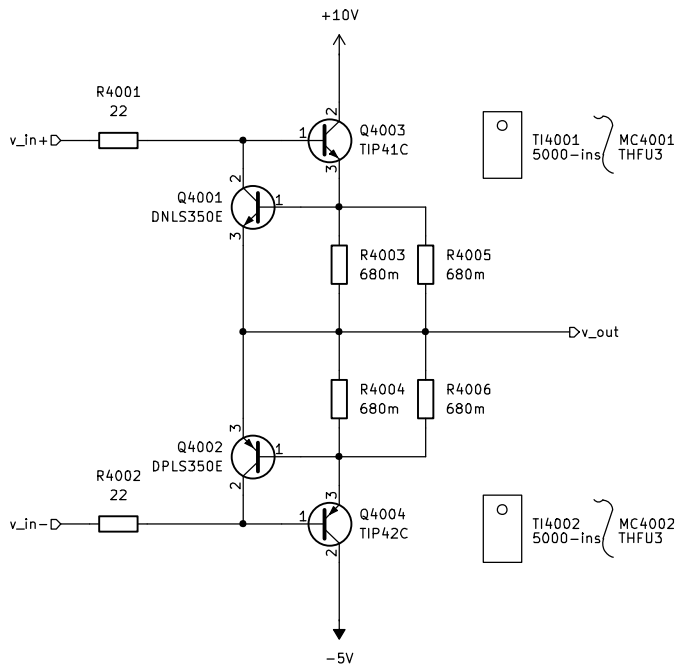 +10V
R4001
22
v_in+
2
1
Q4003
TIP41C
3
TI4001
5000-ins
MC4001
THFU3
Q4001
DNLS350E
2
1
3
R4003
680m
R4005
680m
v_out
R4004
680m
R4006
680m
Q4002
DPLS350E
3
1
2
R4002
22
v_in-
3
1
Q4004
TIP42C
2
TI4002
5000-ins
MC4002
THFU3
-5V